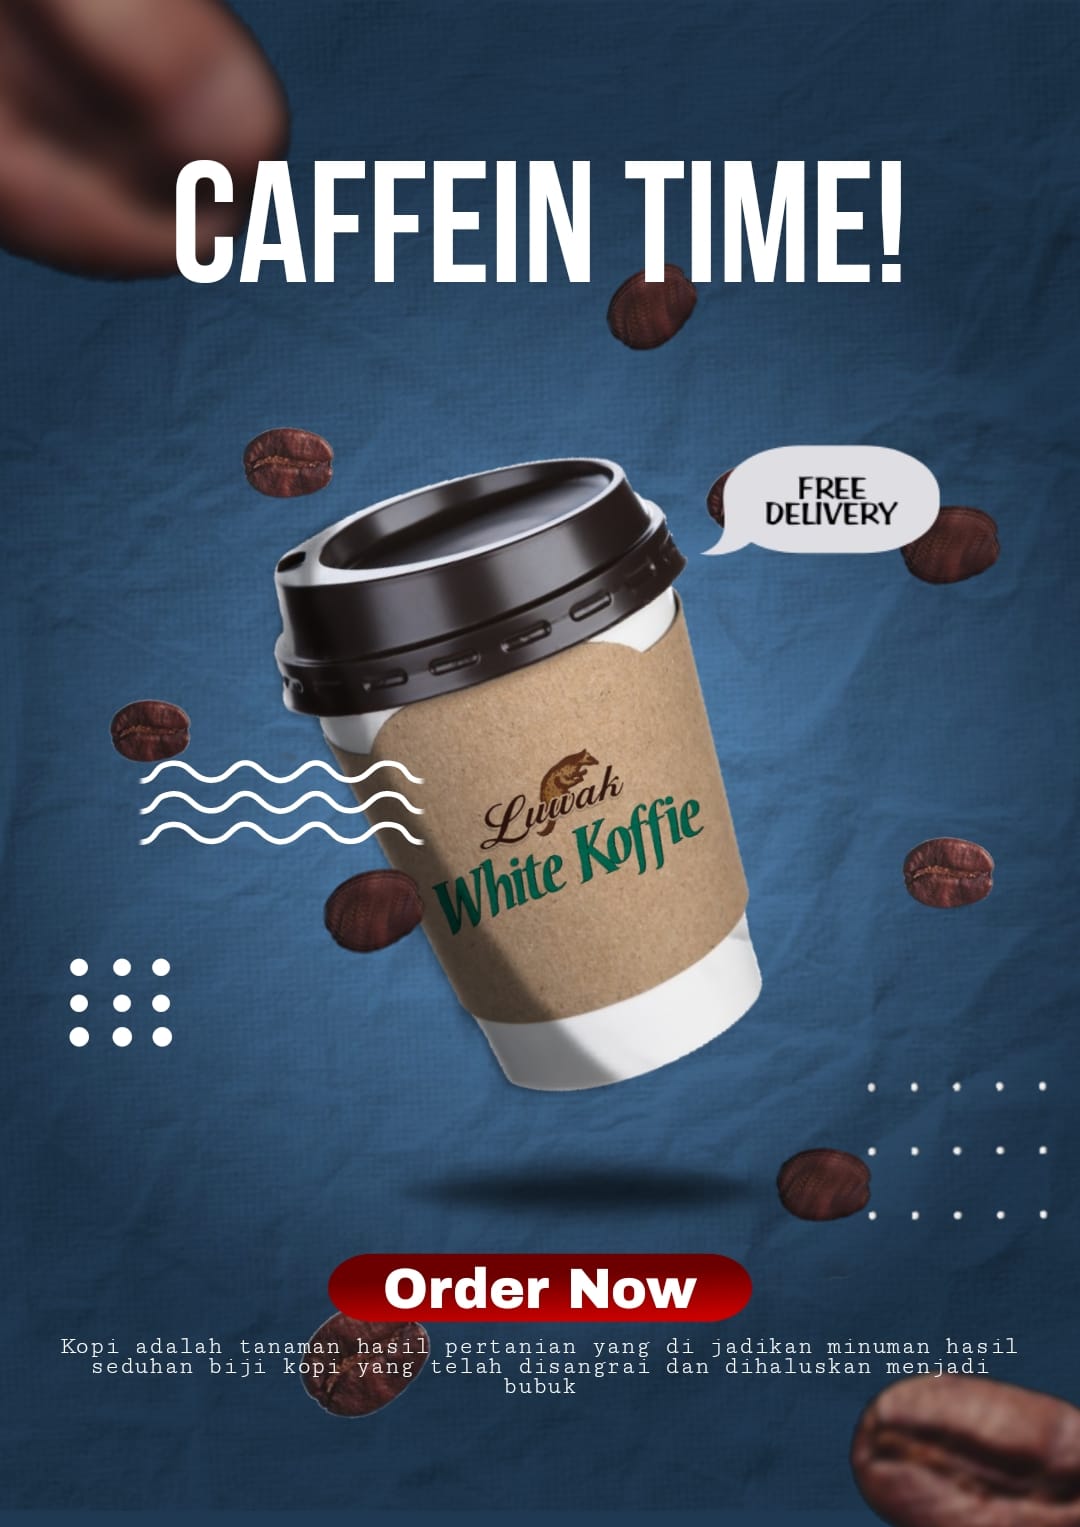 CAFFEIN TIME!
FREE
DELIVERY
Luwak
White Koffie
Order Now
Kopi adalah tanaman hasil pertanian yang di jadikan minuman hasil
seduhan biji kopi yang telah disangrai dan dihaluskan menjadi
bubuk